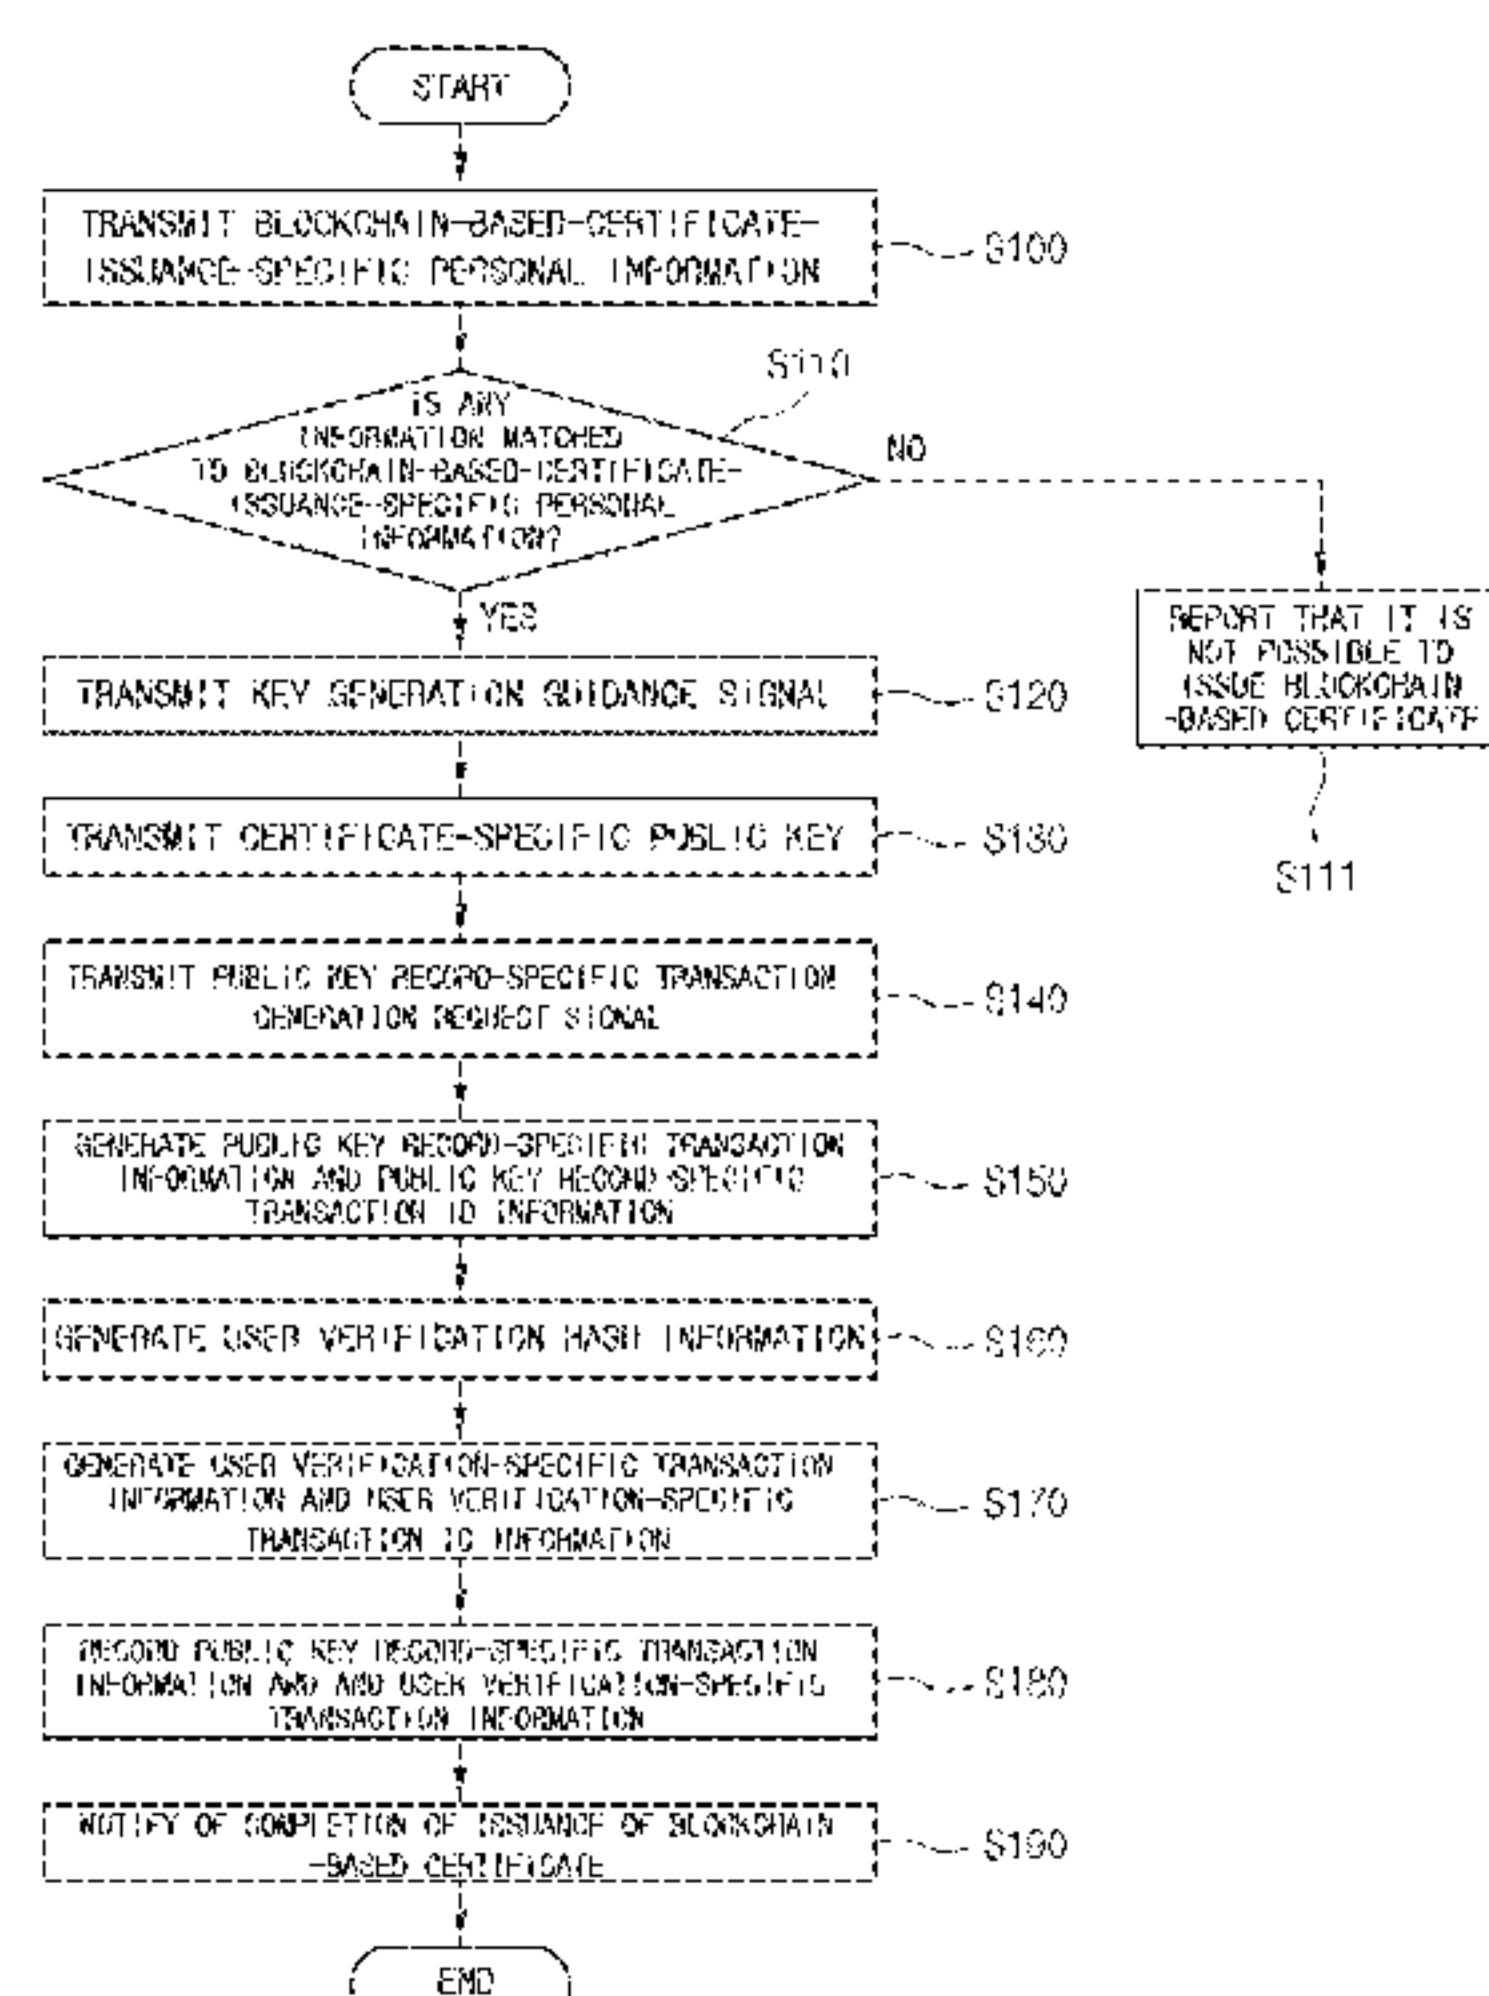 START
TRANSMIT BLOCKCHAIN-BASED-CERTIFICATE-
ISSUANCE-SPECIFIC PERSONAL INFORMATION
S100
S110
IS ANY
INFORMATION MATCHED
TO BLOCKCHAIN-BASED-CERTIFICATE-
ISSUANCE-SPECIFIC PERSONAL
INFORMATION?
NO
YES
REPORT THAT IT IS
NOT POSSIBLE TO
ISSUE BLOCKCHAIN
-BASED CERTIFICATE
S111
TRANSMIT KEY GENERATION GUIDANCE SIGNAL
S120
TRANSMIT CERTIFICATE-SPECIFIC PUBLIC KEY
S130
TRANSMIT PUBLIC KEY RECORD-SPECIFIC TRANSACTION
GENERATION REQUEST SIGNAL
S140
GENERATE PUBLIC KEY RECORD-SPECIFIC TRANSACTION
INFORMATION AND PUBLIC KEY RECORD-SPECIFIC
TRANSACTION ID INFORMATION
S150
GENERATE USER VERIFICATION HASH INFORMATION
S160
GENERATE USER VERIFICATION-SPECIFIC TRANSACTION
INFORMATION AND USER VERIFICATION-SPECIFIC
TRANSACTION ID INFORMATION
S170
RECORD PUBLIC KEY RECORD-SPECIFIC TRANSACTION
INFORMATION AND AND USER VERIFICATION-SPECIFIC
TRANSACTION INFORMATION
S180
NOTIFY OF COMPLETION OF ISSUANCE OF BLOCKCHAIN
-BASED CERTIFICATE
S190
END